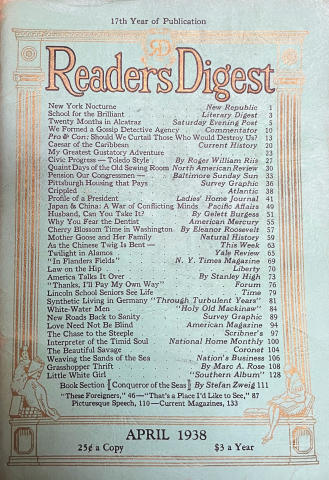 17th Year of Publication
RD
Readers Digest
New York Nocturne New Republic 1
School for the Brilliant Literary Digest 3
Twenty Months in Alcatraz Saturday Evening Post 5
We Formed a Gossip Detective Agency Commentator 10
Pro & Con: Should We Curtail Those Who Would Destroy Us? 13
Caesar of the Caribbean Current History 20
My Greatest Gustatory Adventure 23
Civic Progress — Toledo Style By Roger William Riis 27
Quaint Days of the Old Sewing Room North American Review 30
Pension Our Congressmen — Baltimore Sunday Sun 33
Pittsburgh Housing that Pays Survey Graphic 36
Crippled Atlantic 38
Profile of a President Ladies' Home Journal 41
Japan & China: A War of Conflicting Minds Pacific Affairs 49
Husband, Can You Take It? By Gelett Burgess 51
Why You Fear the Dentist American Mercury 55
Cherry Blossom Time in Washington By Eleanor Roosevelt 57
Mother Goose and Her Family Natural History 59
As the Chinese Twig Is Bent — This Week 63
Twilight in Alamos Yale Review 65
"In Flanders Fields" N. Y. Times Magazine 69
Law on the Hip Liberty 70
America Talks It Over By Stanley High 73
"Thanks, I'll Pay My Own Way" Forum 76
Lincoln School Seniors See Life Time 79
Synthetic Living in Germany "Through Turbulent Years" 81
White-Water Men "Holy Old Mackinaw" 84
New Roads Back to Sanity Survey Graphic 89
Love Need Not Be Blind American Magazine 94
The Chase to the Steeple Scribner's 97
Interpreter of the Timid Soul National Home Monthly 100
The Beautiful Savage Coronet 104
Weaving the Sands of the Sea Nation's Business 106
Grasshopper Thrift By Marc A. Rose 108
Little White Girl "Southern Album" 128
Book Section [Conqueror of the Seas] By Stefan Zweig 111
"These Foreigners," 46—"That's a Place I'd Like to See," 87
Picturesque Speech, 110—Current Magazines, 133
APRIL 1938
25¢ a Copy $3 a Year